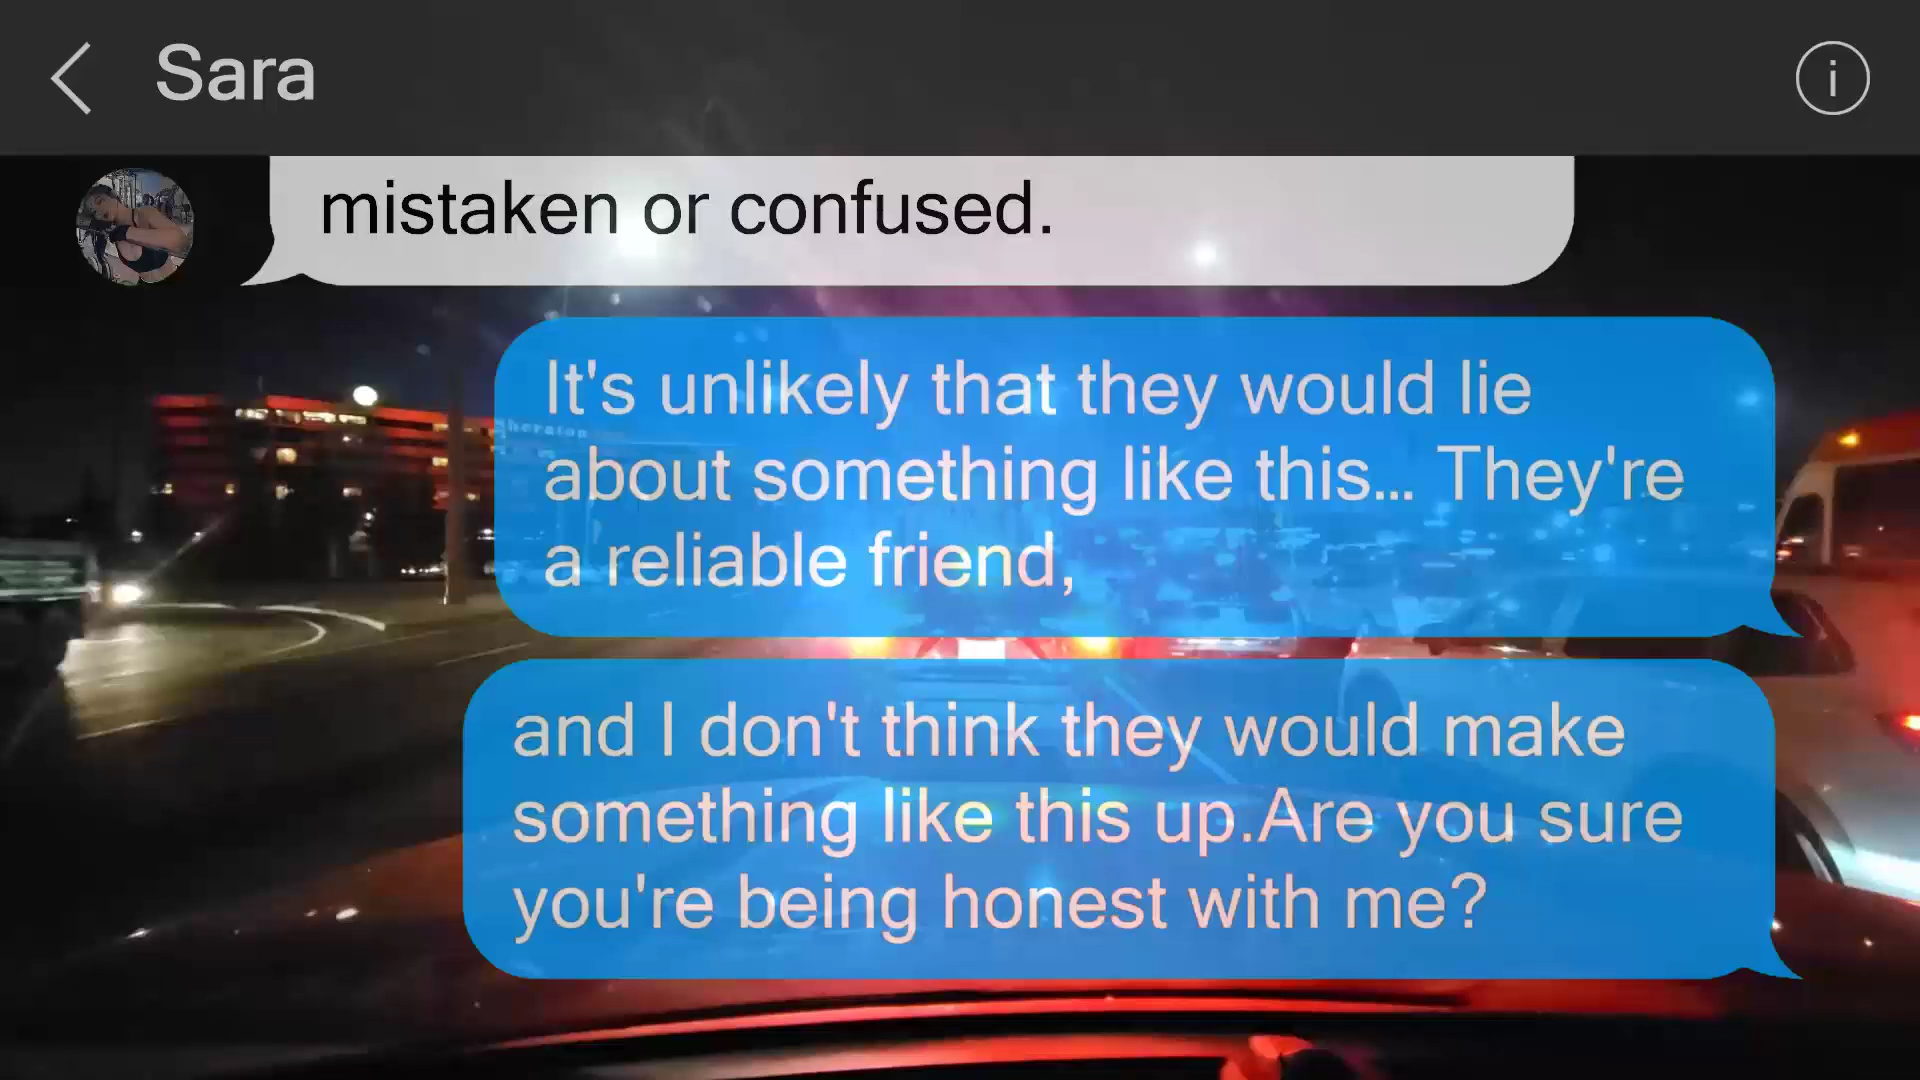 Sara
mistaken or confused.
It's unlikely that they would lie
about something like this... They're
a reliable friend,
Sheraton
and I don't think they would make
something like this up.Are you sure
you're being honest with me?